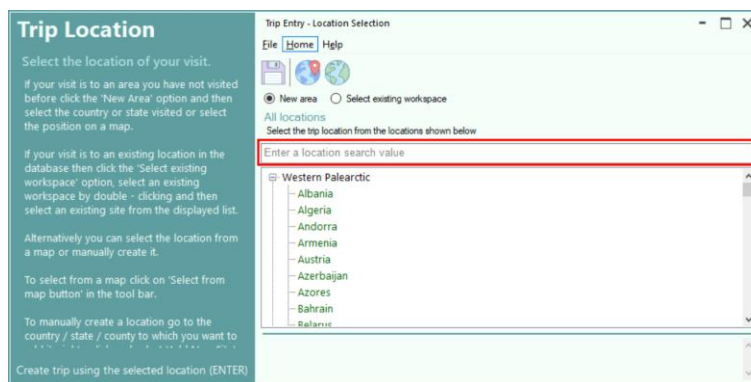 Trip Location
Select the location of your visit.
If your visit is to an area you have not visited
before click the 'New Area' option and then
select the country or state visited or select
the position on a map.
If your visit is to an existing location in the
database then click the 'Select existing
workspace' option, select an existing
workspace by double - clicking and then
select an existing site from the displayed list.
Alternatively you can select the location from
a map or manually create it.
To select from a map click on 'Select from
map button' in the tool bar.
To manually create a location go to the
country / state / county to which you want to
Create trip using the selected location (ENTER)
Trip Entry - Location Selection
File Home Help
New area Select existing workspace
All locations
Select the trip location from the locations shown below
Enter a location search value
Western Palearctic
Albania
Algeria
Andorra
Armenia
Austria
Azerbaijan
Azores
Bahrain
Belarus